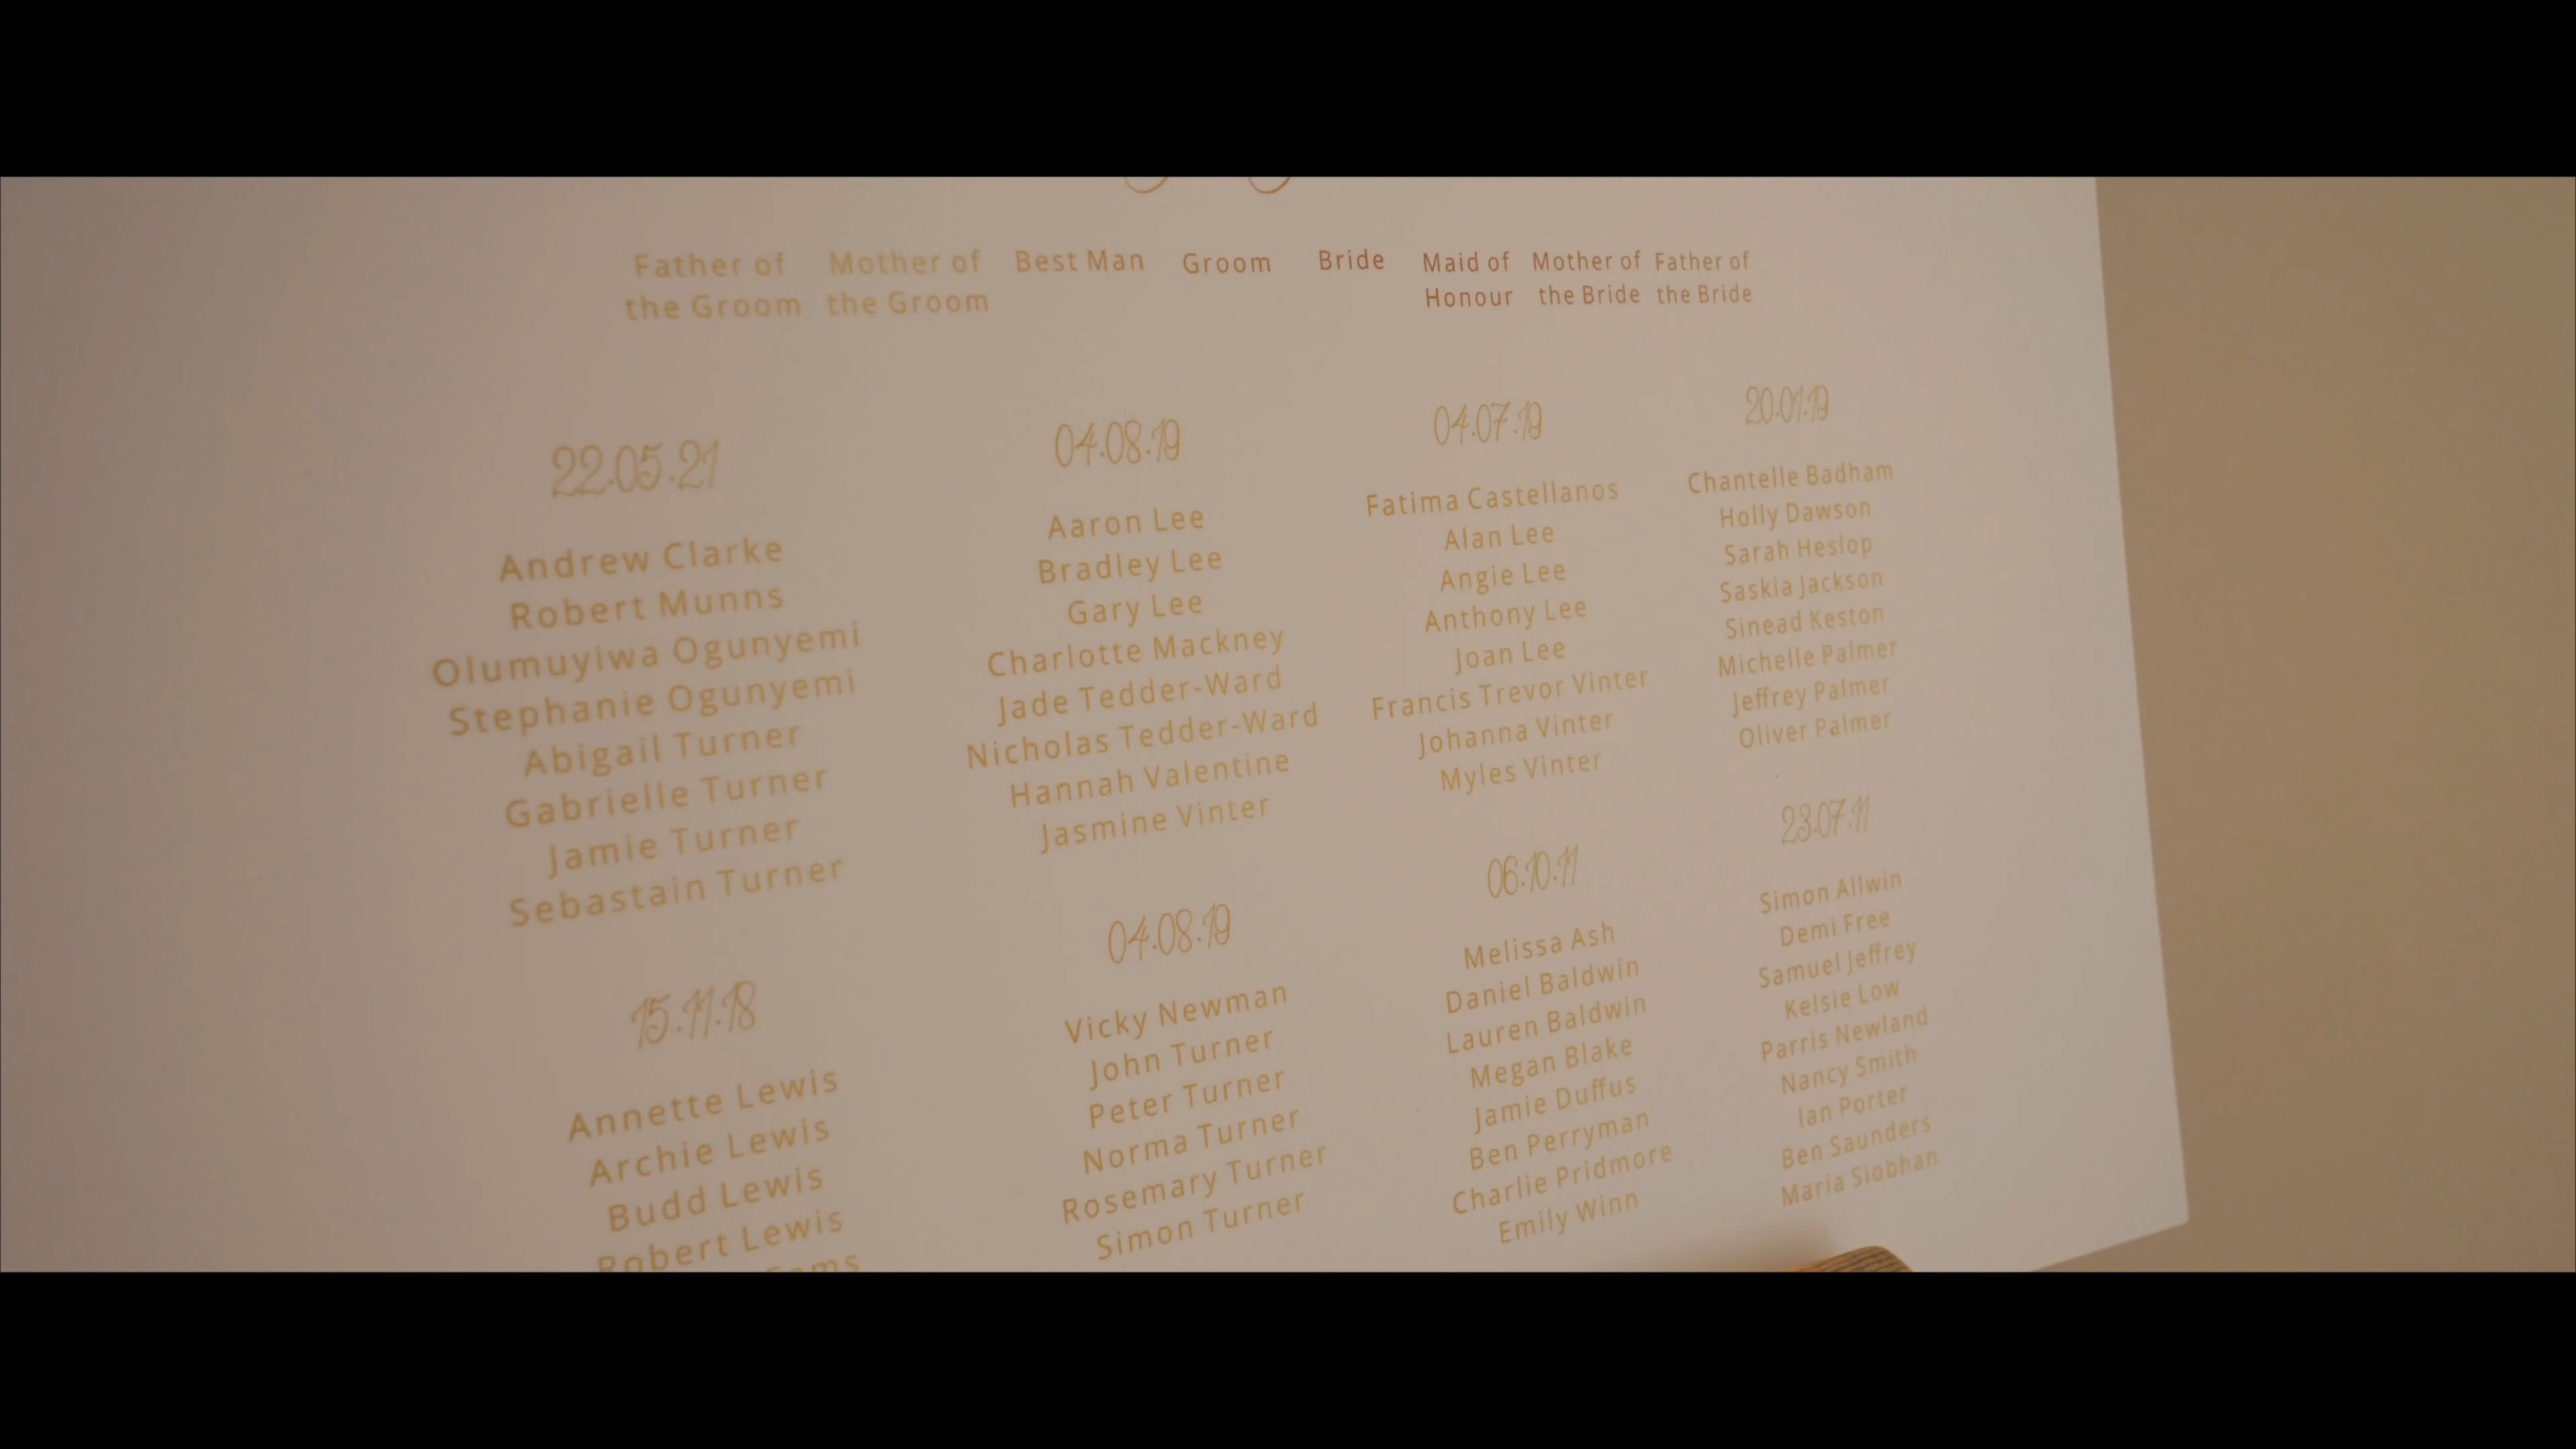 Father of the Groom
Mother of the Groom
Best Man
Groom
Bride
Maid of Honour
Mother of the Bride
Father of the Bride
22.05.21
Andrew Clarke
Robert Munns
Olumuyiwa Ogunyemi
Stephanie Ogunyemi
Abigail Turner
Gabrielle Turner
Jamie Turner
Sebastain Turner
04.08.19
Aaron Lee
Bradley Lee
Gary Lee
Charlotte Mackney
Jade Tedder-Ward
Nicholas Tedder-Ward
Hannah Valentine
Jasmine Vinter
04.07.19
Fatima Castellanos
Alan Lee
Angie Lee
Anthony Lee
Joan Lee
Francis Trevor Vinter
Johanna Vinter
Myles Vinter
20.01.19
Chantelle Badham
Holly Dawson
Sarah Heslop
Saskia Jackson
Sinead Keston
Michelle Palmer
Jeffrey Palmer
Oliver Palmer
15.11.18
Annette Lewis
Archie Lewis
Budd Lewis
Robert Lewis
04.08.19
Vicky Newman
John Turner
Peter Turner
Norma Turner
Rosemary Turner
Simon Turner
06.10.11
Melissa Ash
Daniel Baldwin
Lauren Baldwin
Megan Blake
Jamie Duffus
Ben Perryman
Charlie Pridmore
Emily Winn
23.07.11
Simon Allwin
Demi Free
Samuel Jeffrey
Kelsie Low
Parris Newland
Nancy Smith
Ian Porter
Ben Saunders
Maria Siobhan